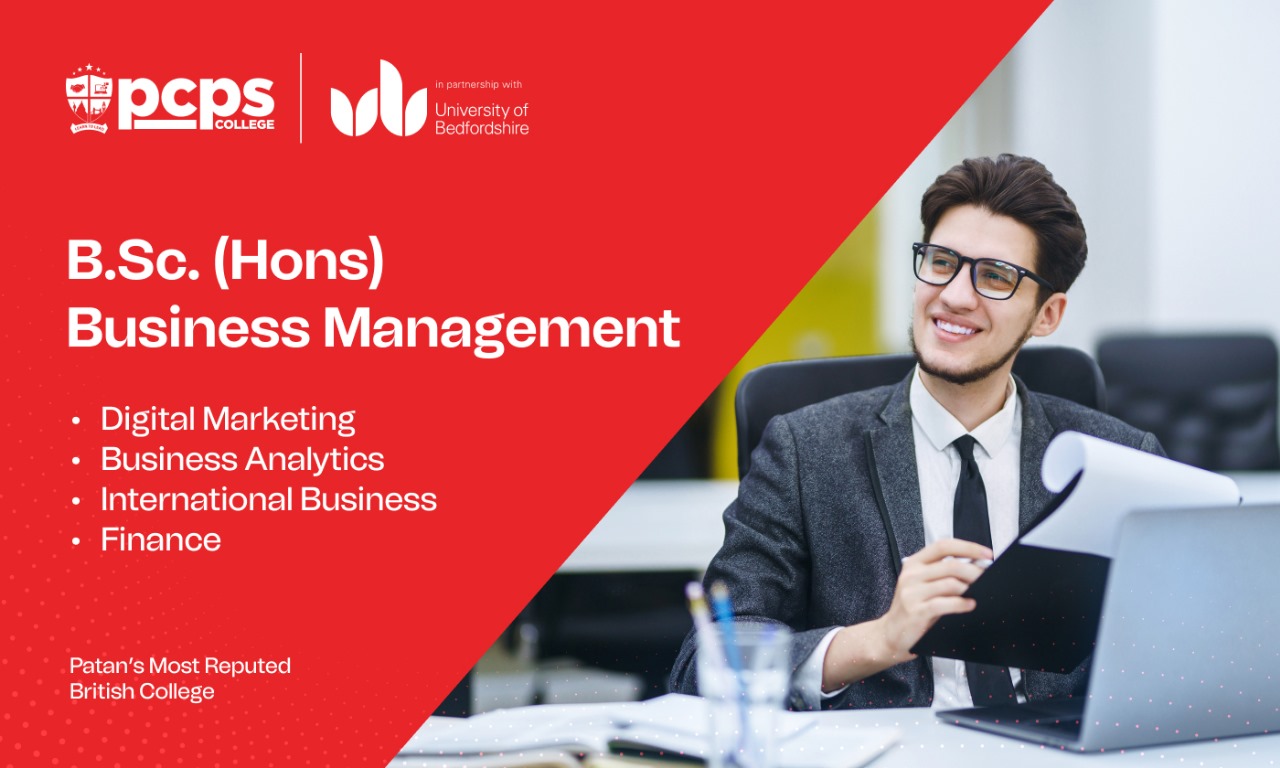 pcps
COLLEGE
in partnership with
University of
Bedfordshire
B.Sc. (Hons)
Business Management
• Digital Marketing
• Business Analytics
• International Business
• Finance
Patan’s Most Reputed
British College